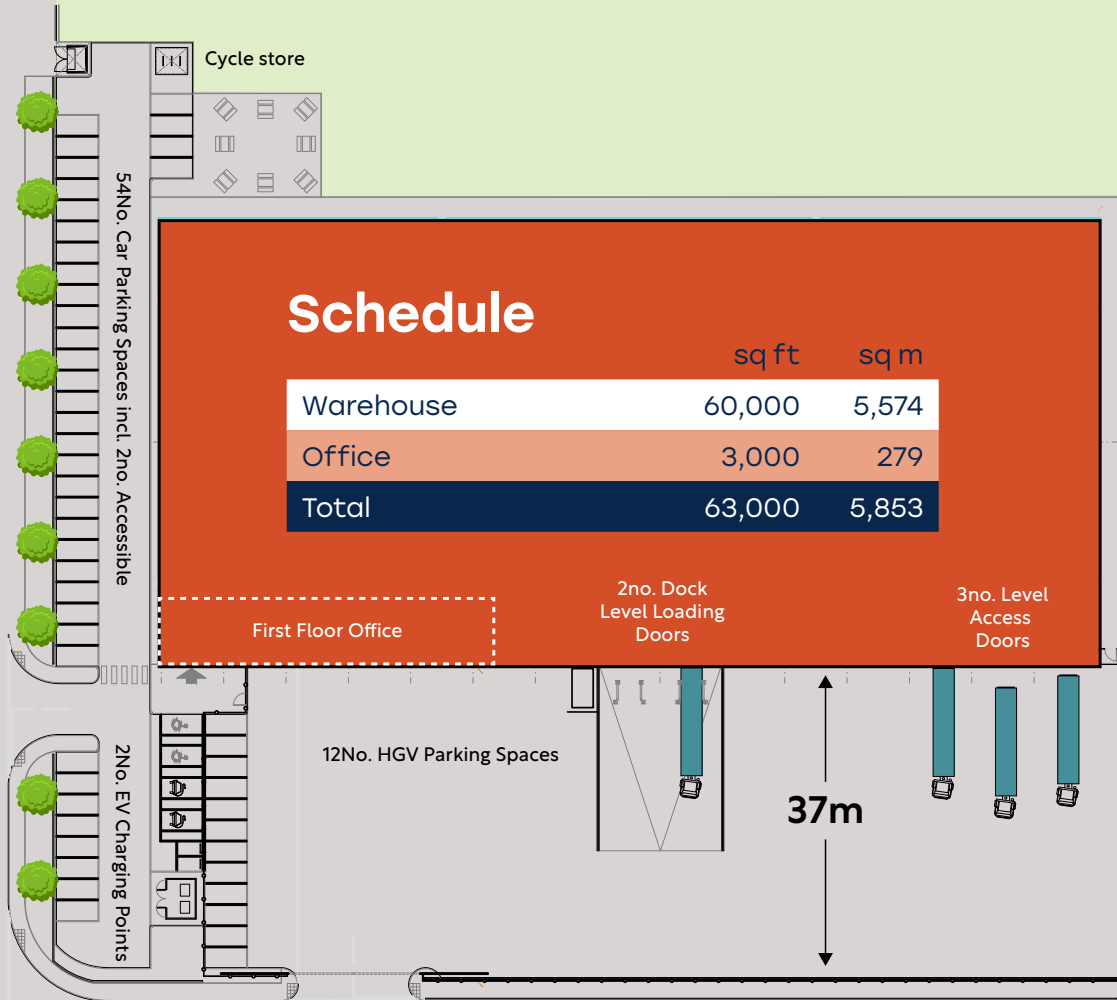 Cycle store
54No. Car Parking Spaces incl. 2no. Accessible
Schedule
sq ft sq m
Warehouse 60,000 5,574
Office 3,000 279
Total 63,000 5,853
First Floor Office
2no. Dock
Level Loading
Doors
3no. Level
Access
Doors
2No. EV Charging Points
12No. HGV Parking Spaces
37m